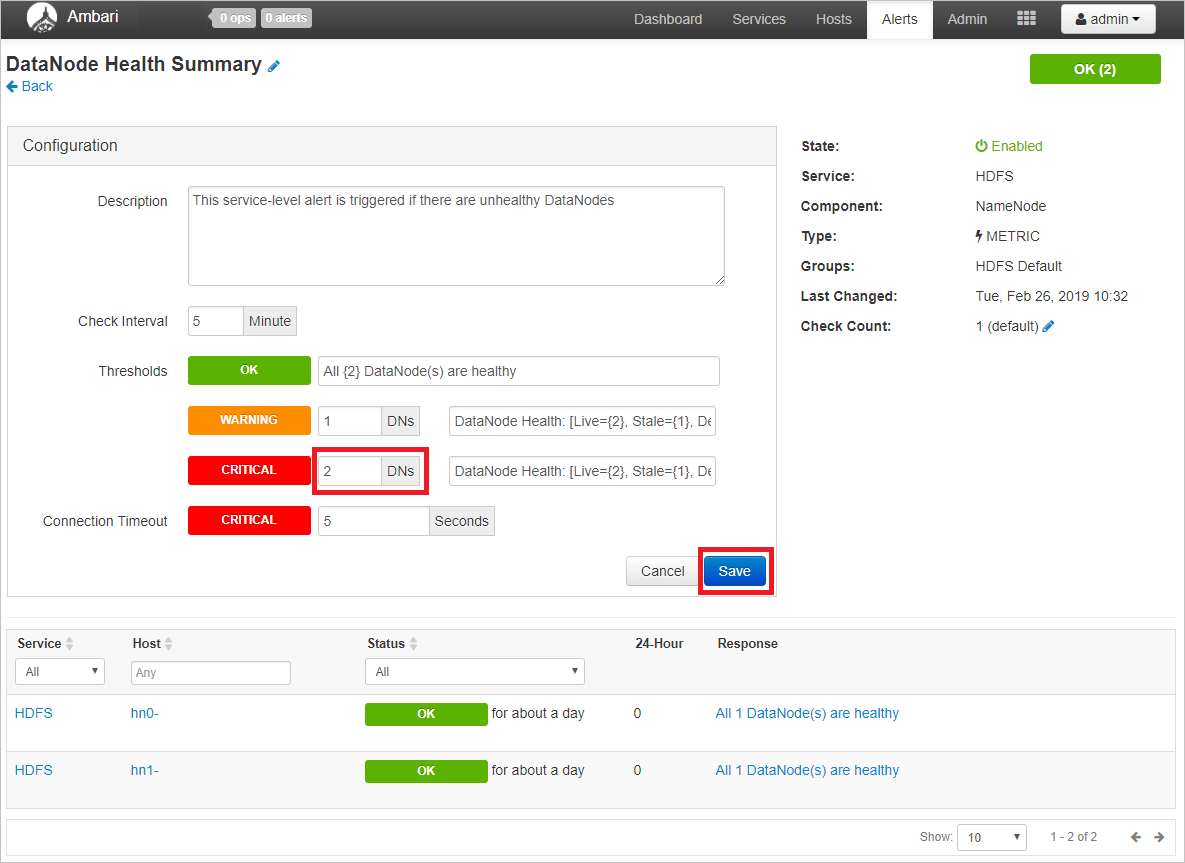 Ambari 0 ops 0 alerts Dashboard Services Hosts Alerts Admin admin
DataNode Health Summary OK (2)
Back
Configuration
Description This service-level alert is triggered if there are unhealthy DataNodes
Check Interval 5 Minute
Thresholds OK All {2} DataNode(s) are healthy
WARNING 1 DNs DataNode Health: [Live={2}, Stale={1}, De
CRITICAL 2 DNs DataNode Health: [Live={2}, Stale={1}, De
Connection Timeout CRITICAL 5 Seconds
Cancel Save
State: Enabled
Service: HDFS
Component: NameNode
Type: METRIC
Groups: HDFS Default
Last Changed: Tue, Feb 26, 2019 10:32
Check Count: 1 (default)
Service Host Status 24-Hour Response
All Any All
HDFS hn0- OK for about a day 0 All 1 DataNode(s) are healthy
HDFS hn1- OK for about a day 0 All 1 DataNode(s) are healthy
Show: 10 1 - 2 of 2